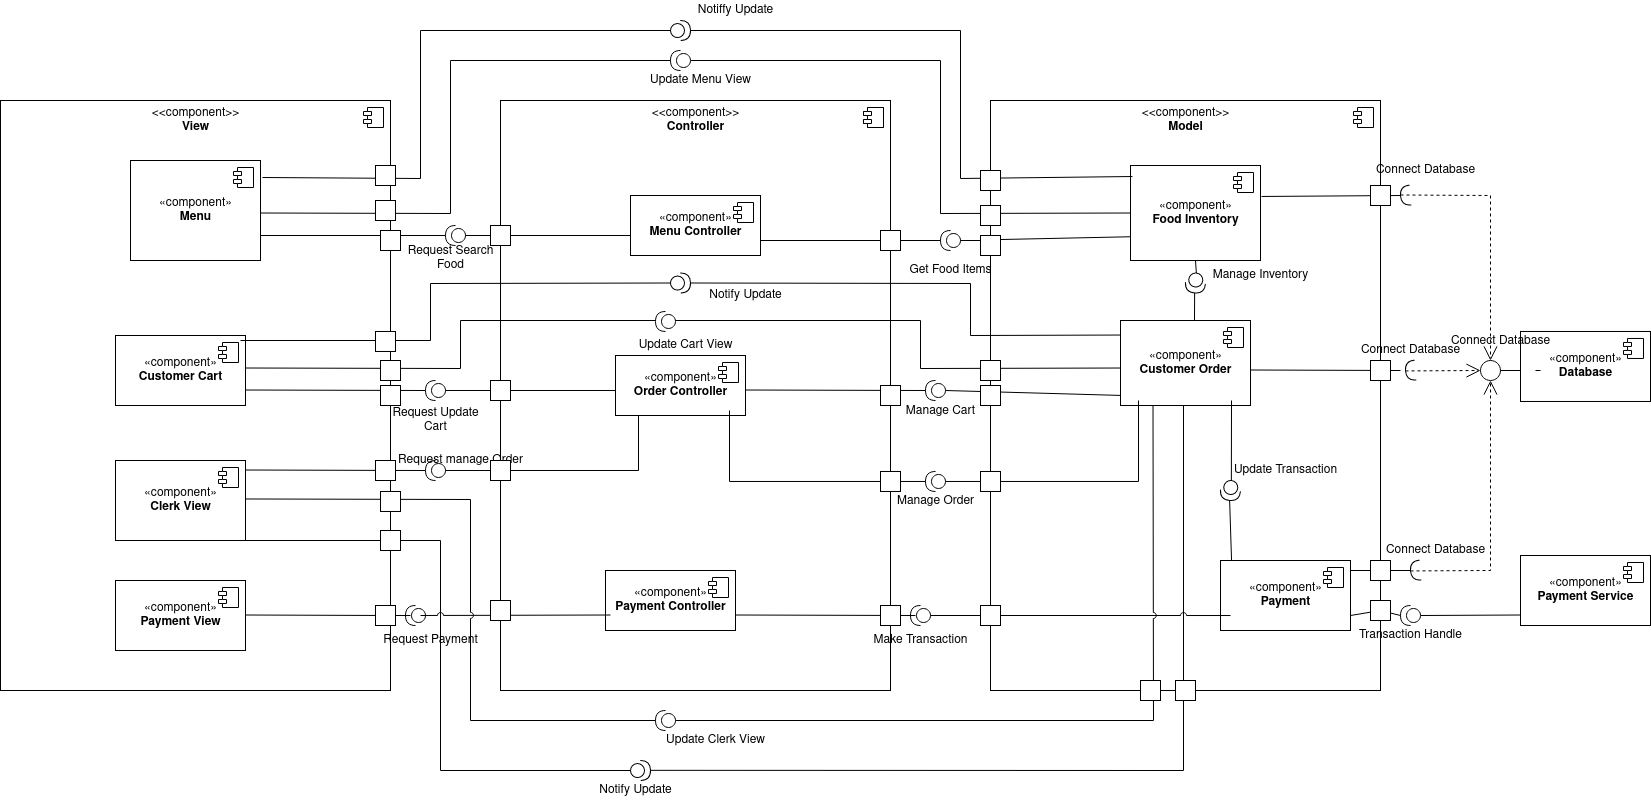 Notiffy Update
Update Menu View
<<component>>
View
<<component>>
Controller
<<component>>
Model
«component»
Menu
«component»
Menu Controller
«component»
Food Inventory
Connect Database
Request Search
Food
Get Food Items
Manage Inventory
Notify Update
Update Cart View
«component»
Customer Cart
«component»
Order Controller
«component»
Customer Order
Connect Database
Connect Database
«component»
Database
Request Update
Cart
Manage Cart
Request manage Order
«component»
Clerk View
Manage Order
Update Transaction
Connect Database
«component»
Payment View
«component»
Payment Controller
«component»
Payment
«component»
Payment Service
Request Payment
Make Transaction
Transaction Handle
Update Clerk View
Notify Update